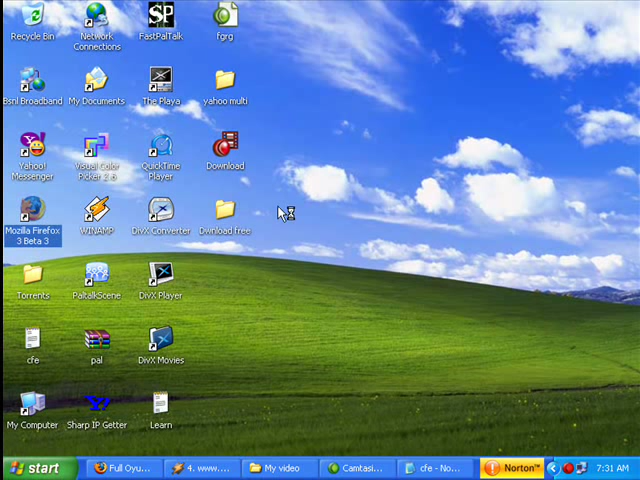 Recycle Bin
Network
Connections
FastPalTalk
fgrg
Bsnl Broadband
My Documents
The Playa
yahoo multi
Yahoo!
Messenger
Visual Color
Picker 2.6
QuickTime
Player
Download
Mozilla Firefox
3 Beta 3
WINAMP
DivX Converter
Dwnload free
Torrents
PaltalkScene
DivX Player
cfe
pal
DivX Movies
My Computer
Sharp IP Getter
Learn
start
Full Oyu...
4. www....
My video
Camtasi...
cfe - No...
Norton™
7:31 AM